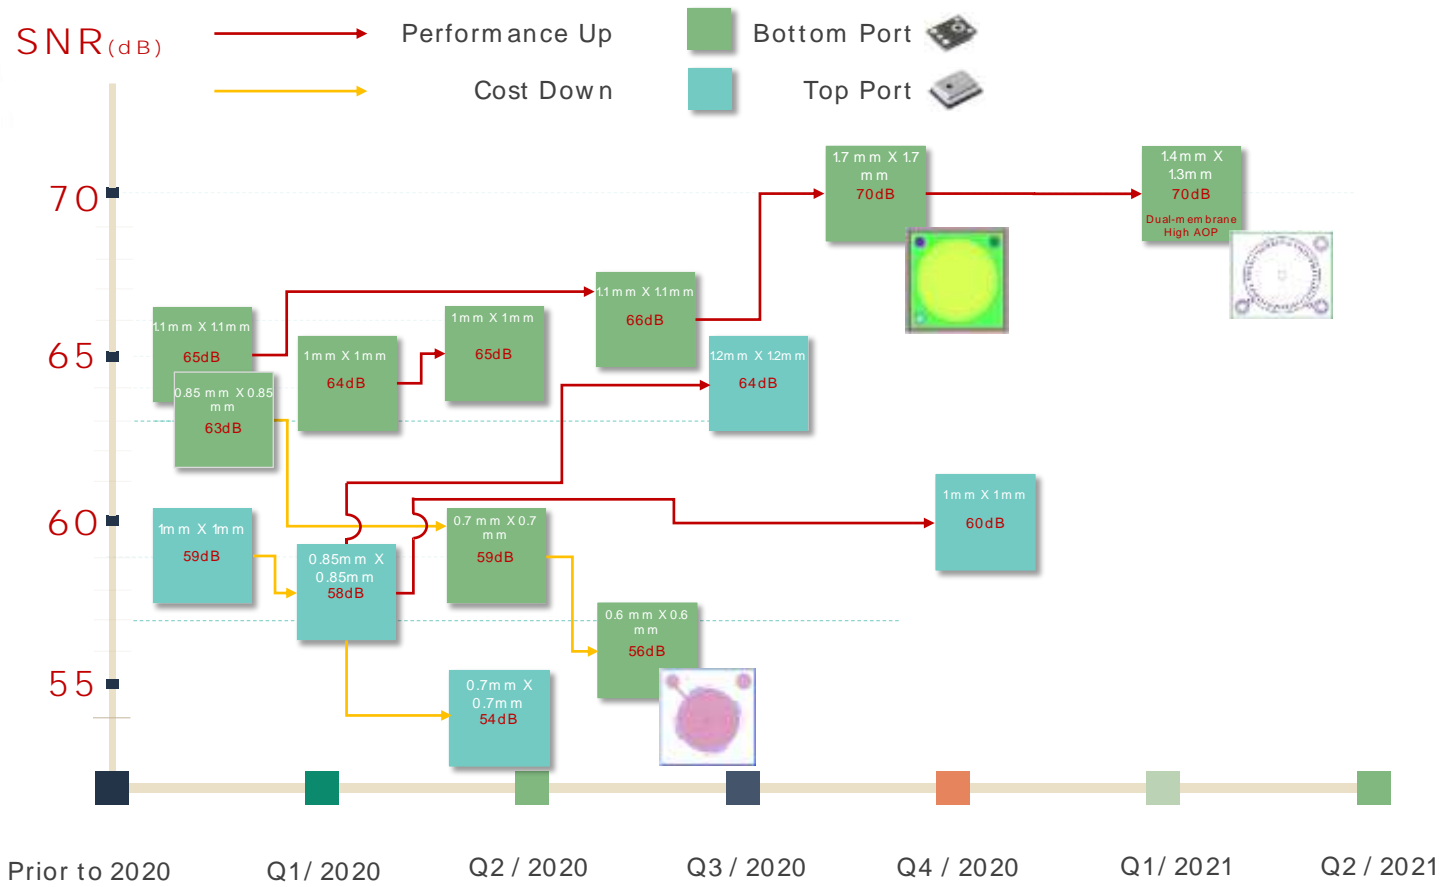 SNR(dB)
Performance Up
Bottom Port
Cost Down
Top Port
70
65
60
55
1.7 mm X 1.7
mm
70dB
1.4mm X
1.3mm
70dB
Dual-membrane
High AOP
1.1mm X 1.1mm
66dB
1.1mm X 1.1mm
65dB
1mm X 1mm
65dB
1mm X 1mm
64dB
1.2mm X 1.2mm
64dB
0.85 mm X 0.85
mm
63dB
1mm X 1mm
60dB
1mm X 1mm
59dB
0.7 mm X 0.7
mm
59dB
0.85mm X
0.85mm
58dB
0.6 mm X 0.6
mm
56dB
0.7mm X
0.7mm
54dB
Prior to 2020
Q1/ 2020
Q2 / 2020
Q3 / 2020
Q4 / 2020
Q1/ 2021
Q2 / 2021